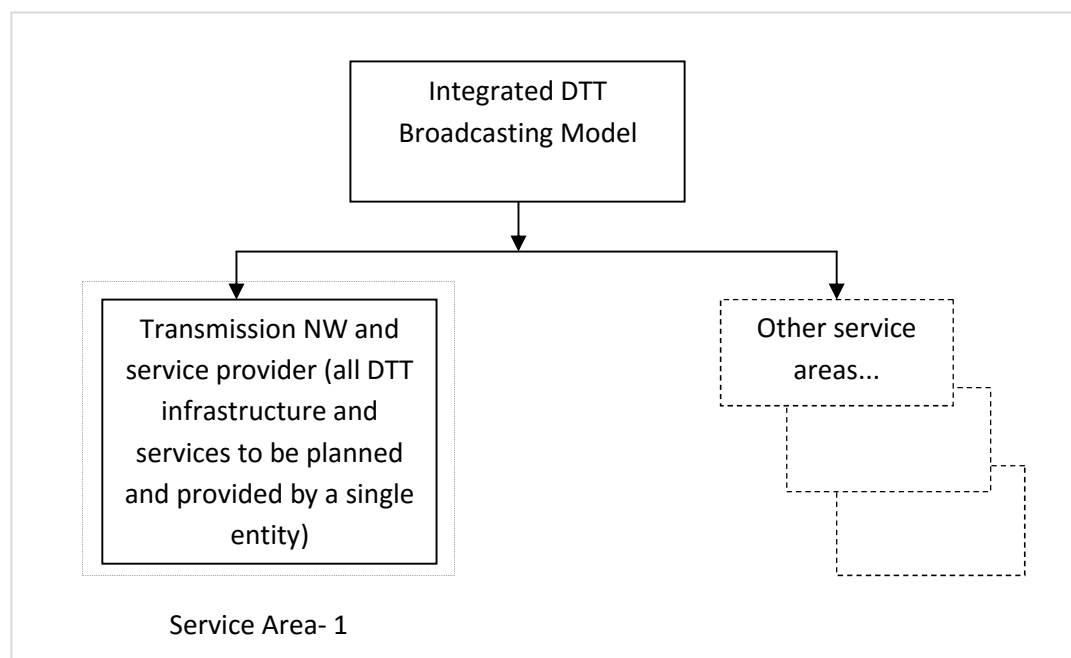 Integrated DTT
Broadcasting Model
Transmission NW and
service provider (all DTT
infrastructure and
services to be planned
and provided by a single
entity)
Other service
areas...
Service Area- 1